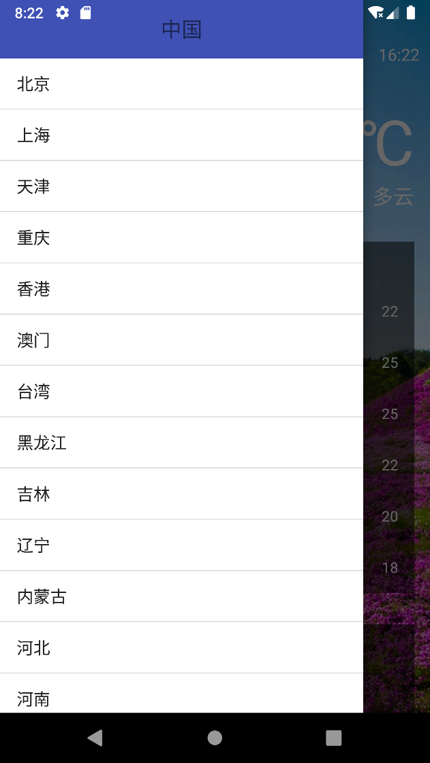 8:22
中国
16:22
℃
多云
北京
上海
天津
重庆
香港
22
澳门
25
台湾
25
黑龙江
22
吉林
20
辽宁
18
内蒙古
河北
河南